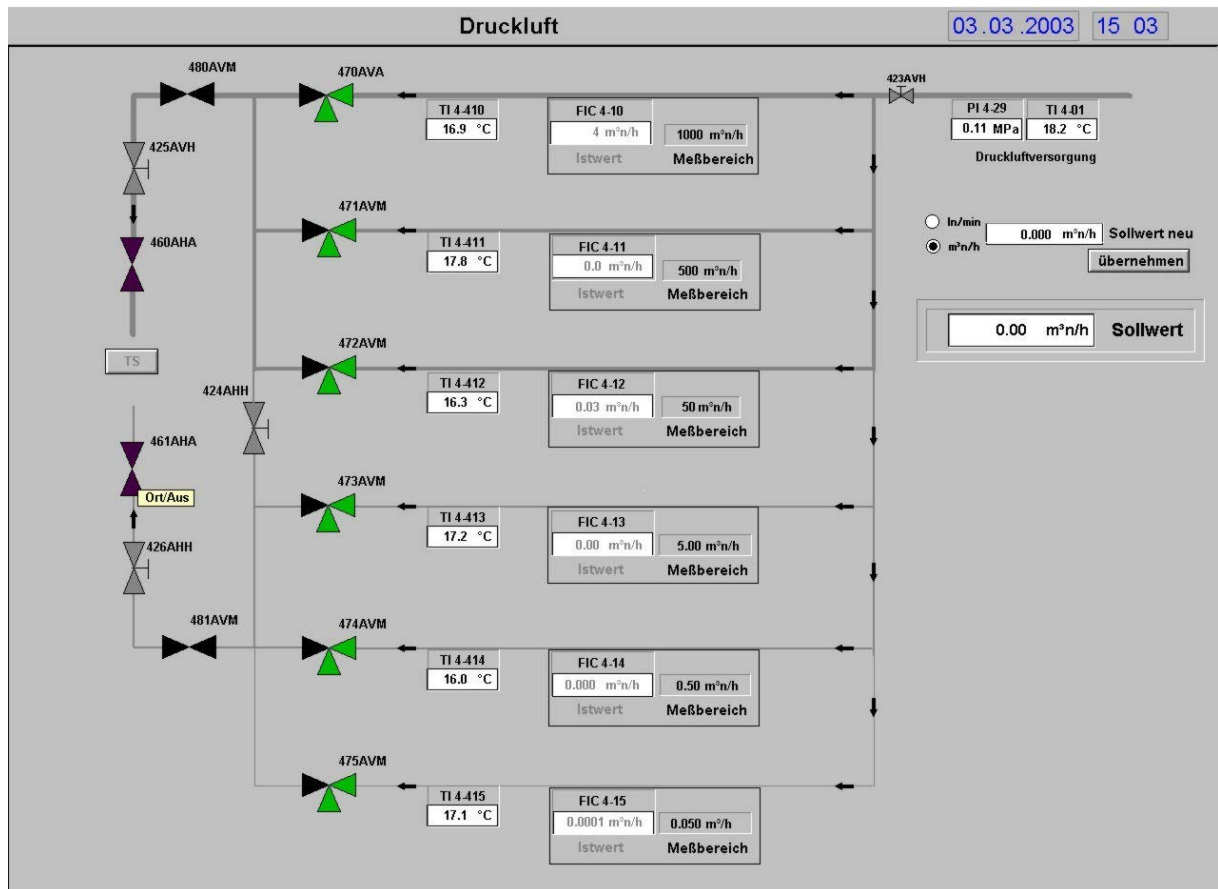 Druckluft
03.03.2003 15 03
480AVM
470AVA
423AVH
TI 4-410
16.9 °C
FIC 4-10
4 m³n/h
1000 m³n/h
Istwert
Meßbereich
PI 4-29
0.11 MPa
TI 4-01
18.2 °C
Druckluftversorgung
425AVH
471AVM
460AHA
TI 4-411
17.8 °C
FIC 4-11
0.0 m³n/h
500 m³n/h
Istwert
Meßbereich
ln/min
m³n/h
0.000 m³n/h
Sollwert neu
übernehmen
0.00 m³n/h
Sollwert
TS
472AVM
424AHH
TI 4-412
16.3 °C
FIC 4-12
0.03 m³n/h
50 m³n/h
Istwert
Meßbereich
461AHA
Ort/Aus
473AVM
TI 4-413
17.2 °C
FIC 4-13
0.00 m³n/h
5.00 m³n/h
Istwert
Meßbereich
426AHH
481AVM
474AVM
TI 4-414
16.0 °C
FIC 4-14
0.000 m³n/h
0.50 m³n/h
Istwert
Meßbereich
475AVM
TI 4-415
17.1 °C
FIC 4-15
0.0001 m³n/h
0.050 m³/h
Istwert
Meßbereich